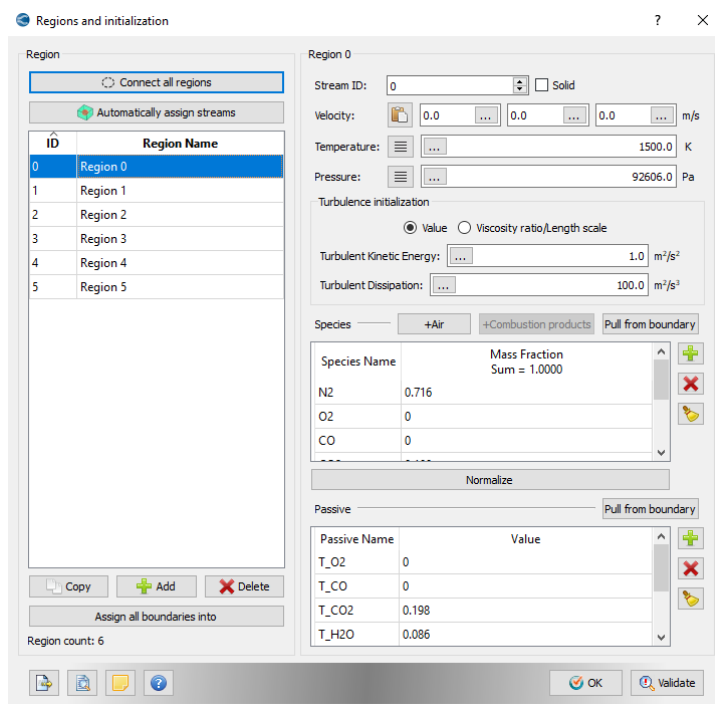 Regions and initialization
Region
Connect all regions
Automatically assign streams
ID Region Name
0 Region 0
1 Region 1
2 Region 2
3 Region 3
4 Region 4
5 Region 5
Copy Add Delete
Assign all boundaries into
Region count: 6
Region 0
Stream ID: 0 Solid
Velocity: 0.0 ... 0.0 ... 0.0 ... m/s
Temperature: ... 1500.0 K
Pressure: ... 92606.0 Pa
Turbulence initialization
Value Viscosity ratio/Length scale
Turbulent Kinetic Energy: ... 1.0 m²/s²
Turbulent Dissipation: ... 100.0 m²/s³
Species +Air +Combustion products Pull from boundary
Species Name Mass Fraction
Sum = 1.0000
N2 0.716
O2 0
CO 0
Normalize
Passive Pull from boundary
Passive Name Value
T_O2 0
T_CO 0
T_CO2 0.198
T_H2O 0.086
OK Validate